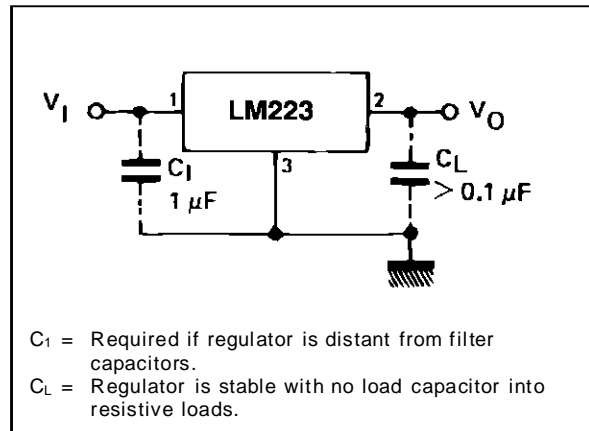 LM223
V_I 1 2 V_O
3
C_I
1 μF
C_L
> 0.1 μF
C₁ = Required if regulator is distant from filter
capacitors.
C_L = Regulator is stable with no load capacitor into
resistive loads.